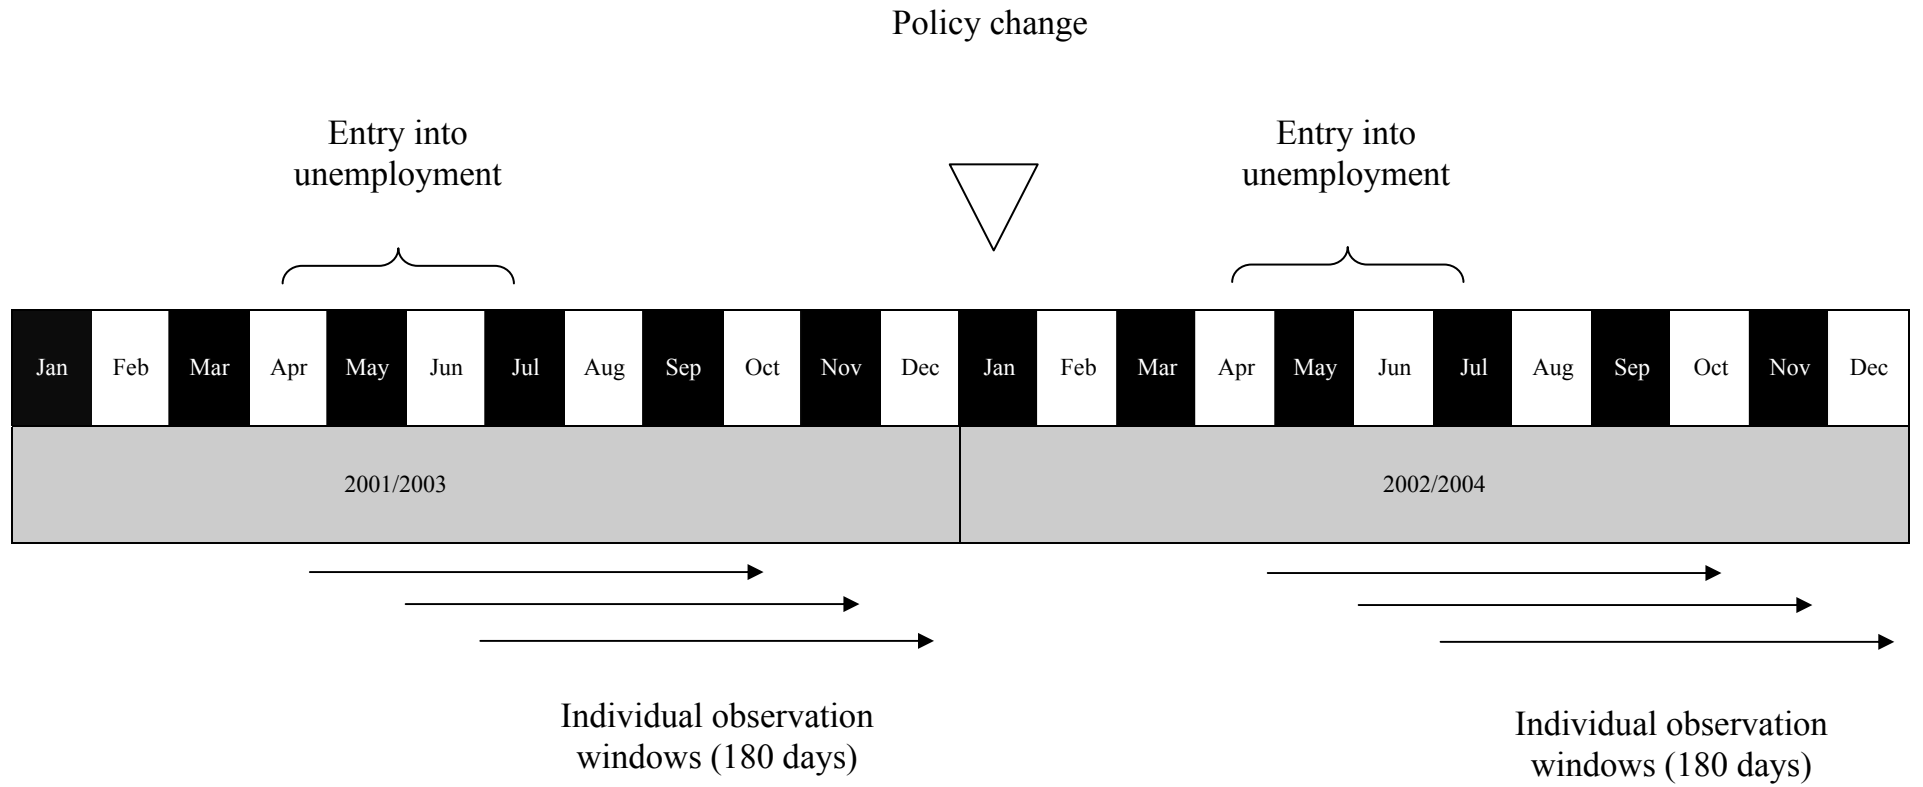 Policy change
Entry into
unemployment
Entry into
unemployment
Jan Feb Mar Apr May Jun Jul Aug Sep Oct Nov Dec Jan Feb Mar Apr May Jun Jul Aug Sep Oct Nov Dec
2001/2003 2002/2004
Individual observation
windows (180 days)
Individual observation
windows (180 days)